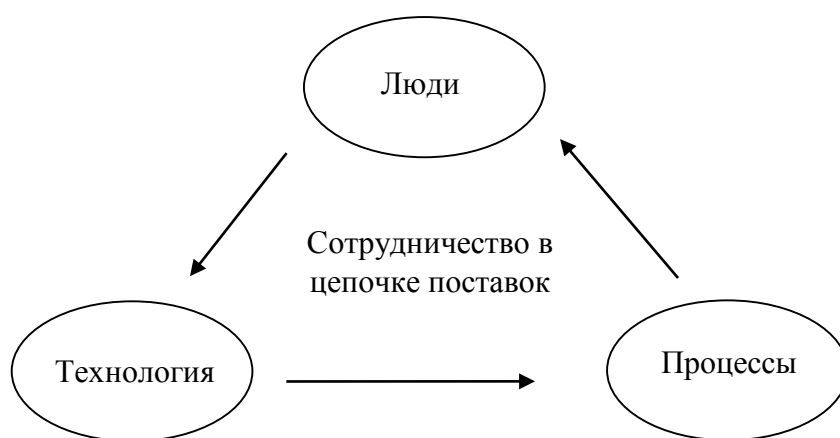 Люди
Сотрудничество в
цепочке поставок
Технология
Процессы